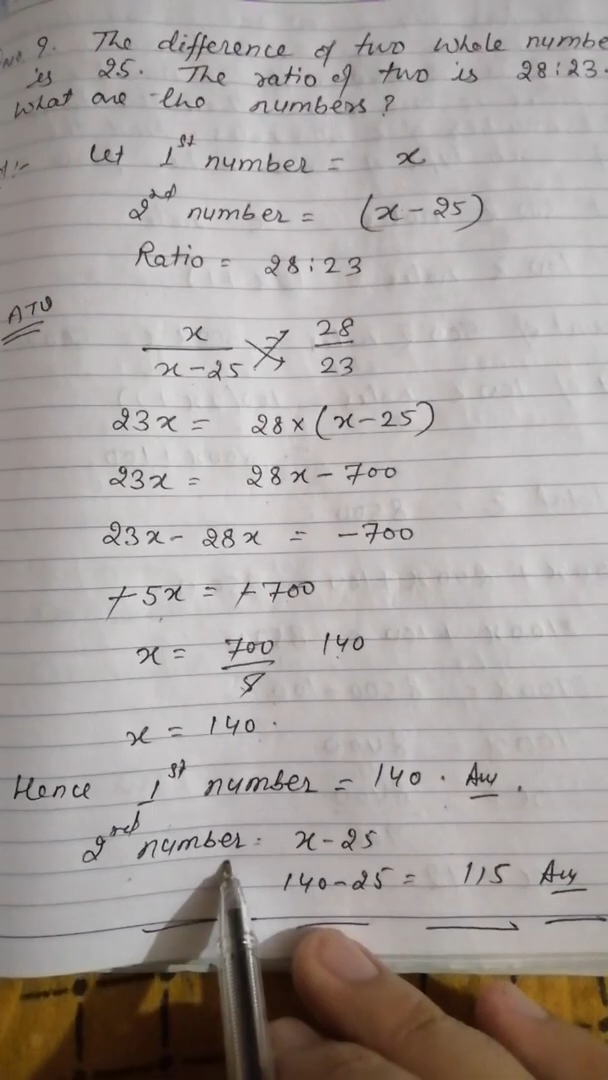 9. The difference of two whole numbe
is 25. The ratio of two is 28:23.
What are the numbers?
Let 1st number = x
2nd number = (x-25)
Ratio = 28:23
ATQ
x/x-25 28/23
23x = 28×(x-25)
23x = 28x-700
23x - 28x = -700
-5x = -700
x = 700/5 140
x = 140.
Hence 1st number = 140. Ans.
2nd number = x-25
140-25 = 115 Ans